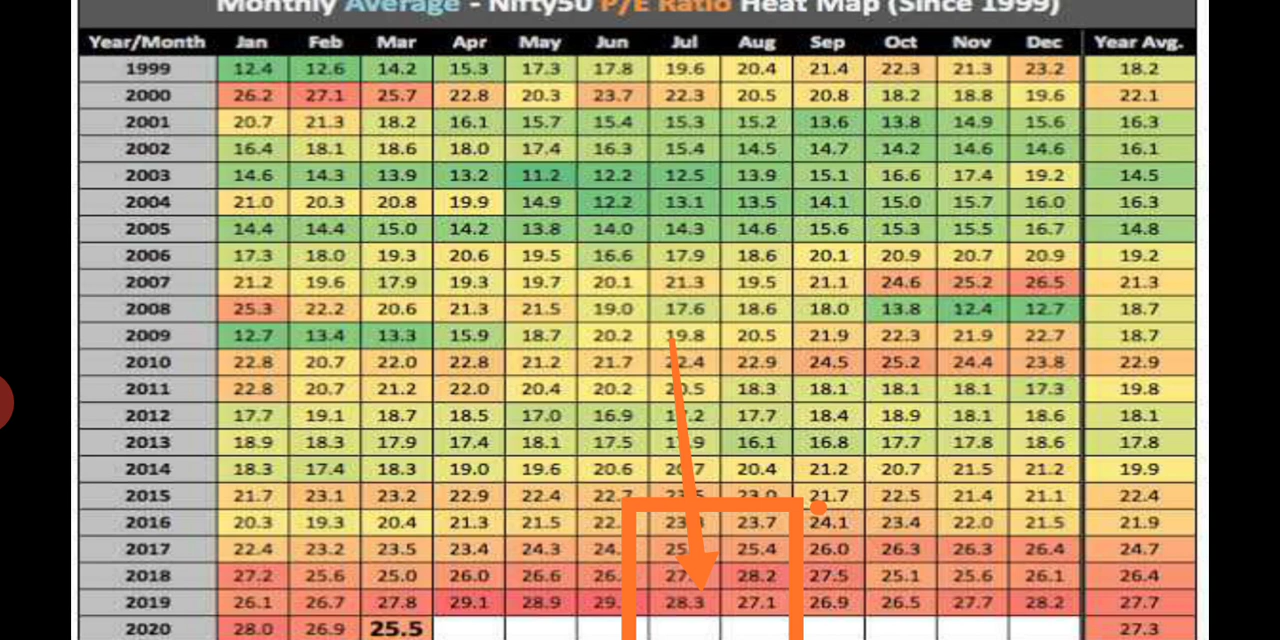 Monthly Average - Nifty50 P/E Ratio Heat Map (Since 1999)
Year/Month Jan Feb Mar Apr May Jun Jul Aug Sep Oct Nov Dec Year Avg.
1999 12.4 12.6 14.2 15.3 17.3 17.8 19.6 20.4 21.4 22.3 21.3 23.2 18.2
2000 26.2 27.1 25.7 22.8 20.3 23.7 22.3 20.5 20.8 18.2 18.8 19.6 22.1
2001 20.7 21.3 18.2 16.1 15.7 15.4 15.3 15.2 13.6 13.8 14.9 15.6 16.3
2002 16.4 18.1 18.6 18.0 17.4 16.3 15.4 14.5 14.7 14.2 14.6 14.6 16.1
2003 14.6 14.3 13.9 13.2 11.2 12.2 12.5 13.9 15.1 16.6 17.4 19.2 14.5
2004 21.0 20.3 20.8 19.9 14.9 12.2 13.1 13.5 14.1 15.0 15.7 16.0 16.3
2005 14.4 14.4 15.0 14.2 13.8 14.0 14.3 14.6 15.6 15.3 15.5 16.7 14.8
2006 17.3 18.0 19.3 20.6 19.5 16.6 17.9 18.6 20.1 20.9 20.7 20.9 19.2
2007 21.2 19.6 17.9 19.3 19.7 20.1 21.3 19.5 21.1 24.6 25.2 26.5 21.3
2008 25.3 22.2 20.6 21.3 21.5 19.0 17.6 18.6 18.0 13.8 12.4 12.7 18.7
2009 12.7 13.4 13.3 15.9 18.7 20.2 19.8 20.5 21.9 22.3 21.9 22.7 18.7
2010 22.8 20.7 22.0 22.8 21.2 21.7 22.4 22.9 24.5 25.2 24.4 23.8 22.9
2011 22.8 20.7 21.2 22.0 20.4 20.2 20.5 18.3 18.1 18.1 18.1 17.3 19.8
2012 17.7 19.1 18.7 18.5 17.0 16.9 17.7 18.4 18.9 18.1 18.6 18.1
2013 18.9 18.3 17.9 17.4 18.1 17.5 16.1 16.8 17.7 17.8 18.6 17.8
2014 18.3 17.4 18.3 19.0 19.6 20.6 20.4 21.2 20.7 21.5 21.2 19.9
2015 21.7 23.1 23.2 22.9 22.4 22.7 23.0 21.7 22.5 21.4 21.1 22.4
2016 20.3 19.3 20.4 21.3 21.5 23.7 24.1 23.4 22.0 21.5 21.9
2017 22.4 23.2 23.5 23.4 24.3 25.4 26.0 26.3 26.3 26.4 24.7
2018 27.2 25.6 25.0 26.0 26.6 28.2 27.5 25.1 25.6 26.1 26.4
2019 26.1 26.7 27.8 29.1 28.9 28.3 27.1 26.9 26.5 27.7 28.2 27.7
2020 28.0 26.9 25.5 27.3